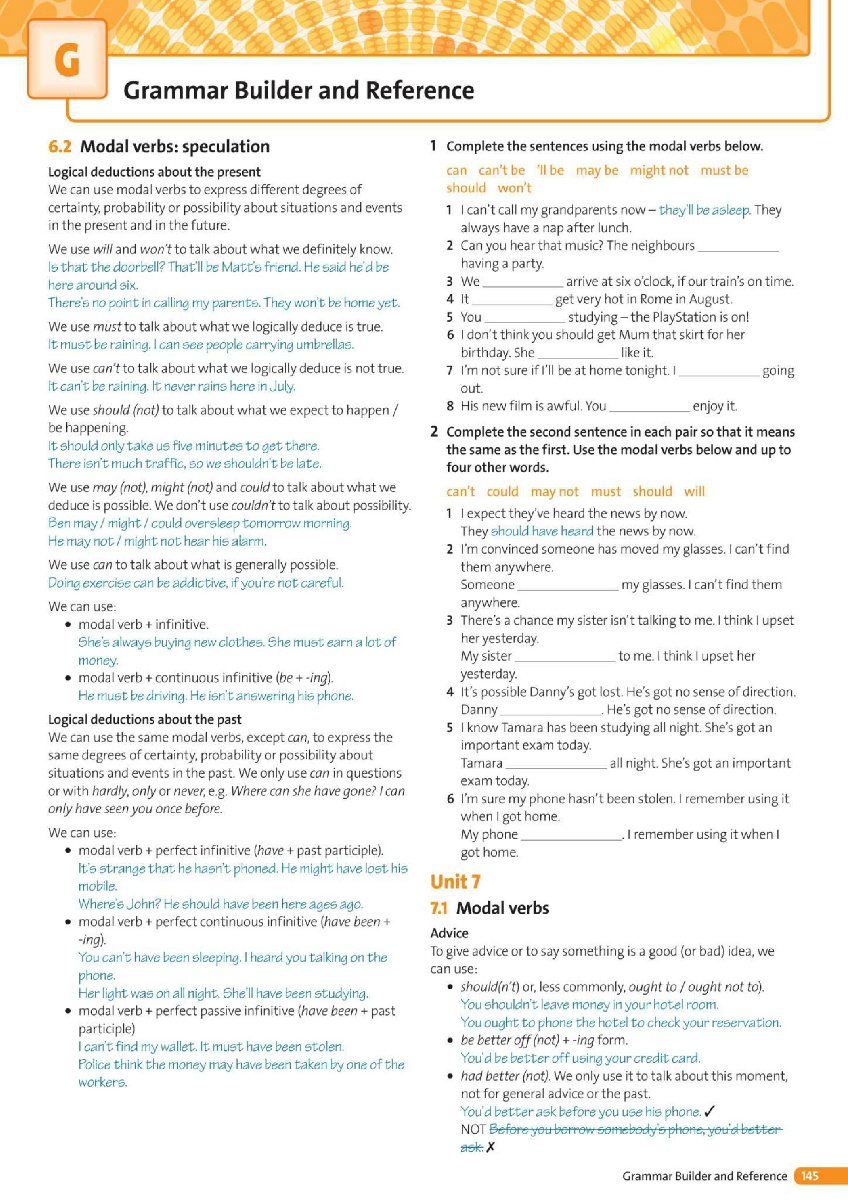 G
Grammar Builder and Reference
6.2 Modal verbs: speculation
Logical deductions about the present
We can use modal verbs to express different degrees of
certainty, probability or possibility about situations and events
in the present and in the future.
We use will and won't to talk about what we definitely know.
Is that the doorbell? That'll be Matt's friend. He said he'd be
here around six.
There's no point in calling my parents. They won't be home yet.
We use must to talk about what we logically deduce is true.
It must be raining. I can see people carrying umbrellas.
We use can't to talk about what we logically deduce is not true.
It can't be raining. It never rains here in July.
We use should (not) to talk about what we expect to happen /
be happening.
It should only take us five minutes to get there.
There isn't much traffic, so we shouldn't be late.
We use may (not), might (not) and could to talk about what we
deduce is possible. We don't use couldn't to talk about possibility.
Ben may / might / could oversleep tomorrow morning.
He may not / might not hear his alarm.
We use can to talk about what is generally possible.
Doing exercise can be addictive, if you're not careful.
We can use:
• modal verb + infinitive.
She's always buying new clothes. She must earn a lot of
money.
• modal verb + continuous infinitive (be + -ing).
He must be driving. He isn't answering his phone.
Logical deductions about the past
We can use the same modal verbs, except can, to express the
same degrees of certainty, probability or possibility about
situations and events in the past. We only use can in questions
or with hardly, only or never, e.g. Where can she have gone? I can
only have seen you once before.
We can use:
• modal verb + perfect infinitive (have + past participle).
It's strange that he hasn't phoned. He might have lost his
mobile.
Where's John? He should have been here ages ago.
• modal verb + perfect continuous infinitive (have been +
-ing).
You can't have been sleeping. I heard you talking on the
phone.
Her light was on all night. She'll have been studying.
• modal verb + perfect passive infinitive (have been + past
participle)
I can't find my wallet. It must have been stolen.
Police think the money may have been taken by one of the
workers.
1 Complete the sentences using the modal verbs below.
can can't be 'll be may be might not must be
should won't
1 I can't call my grandparents now – they'll be asleep. They
always have a nap after lunch.
2 Can you hear that music? The neighbours ____________
having a party.
3 We ____________ arrive at six o'clock, if our train's on time.
4 It ____________ get very hot in Rome in August.
5 You ____________ studying – the PlayStation is on!
6 I don't think you should get Mum that skirt for her
birthday. She ____________ like it.
7 I'm not sure if I'll be at home tonight. I ____________ going
out.
8 His new film is awful. You ____________ enjoy it.
2 Complete the second sentence in each pair so that it means
the same as the first. Use the modal verbs below and up to
four other words.
can't could may not must should will
1 I expect they've heard the news by now.
They should have heard the news by now.
2 I'm convinced someone has moved my glasses. I can't find
them anywhere.
Someone _______________ my glasses. I can't find them
anywhere.
3 There's a chance my sister isn't talking to me. I think I upset
her yesterday.
My sister _______________ to me. I think I upset her
yesterday.
4 It's possible Danny's got lost. He's got no sense of direction.
Danny _______________. He's got no sense of direction.
5 I know Tamara has been studying all night. She's got an
important exam today.
Tamara _______________ all night. She's got an important
exam today.
6 I'm sure my phone hasn't been stolen. I remember using it
when I got home.
My phone _______________. I remember using it when I
got home.
Unit 7
7.1 Modal verbs
Advice
To give advice or to say something is a good (or bad) idea, we
can use:
• should(n't) or, less commonly, ought to / ought not to).
You shouldn't leave money in your hotel room.
You ought to phone the hotel to check your reservation.
• be better off (not) + -ing form.
You'd be better off using your credit card.
• had better (not). We only use it to talk about this moment,
not for general advice or the past.
You'd better ask before you use his phone. ✓
NOT Before you borrow somebody's phone, you'd better
ask. ✗
Grammar Builder and Reference 145